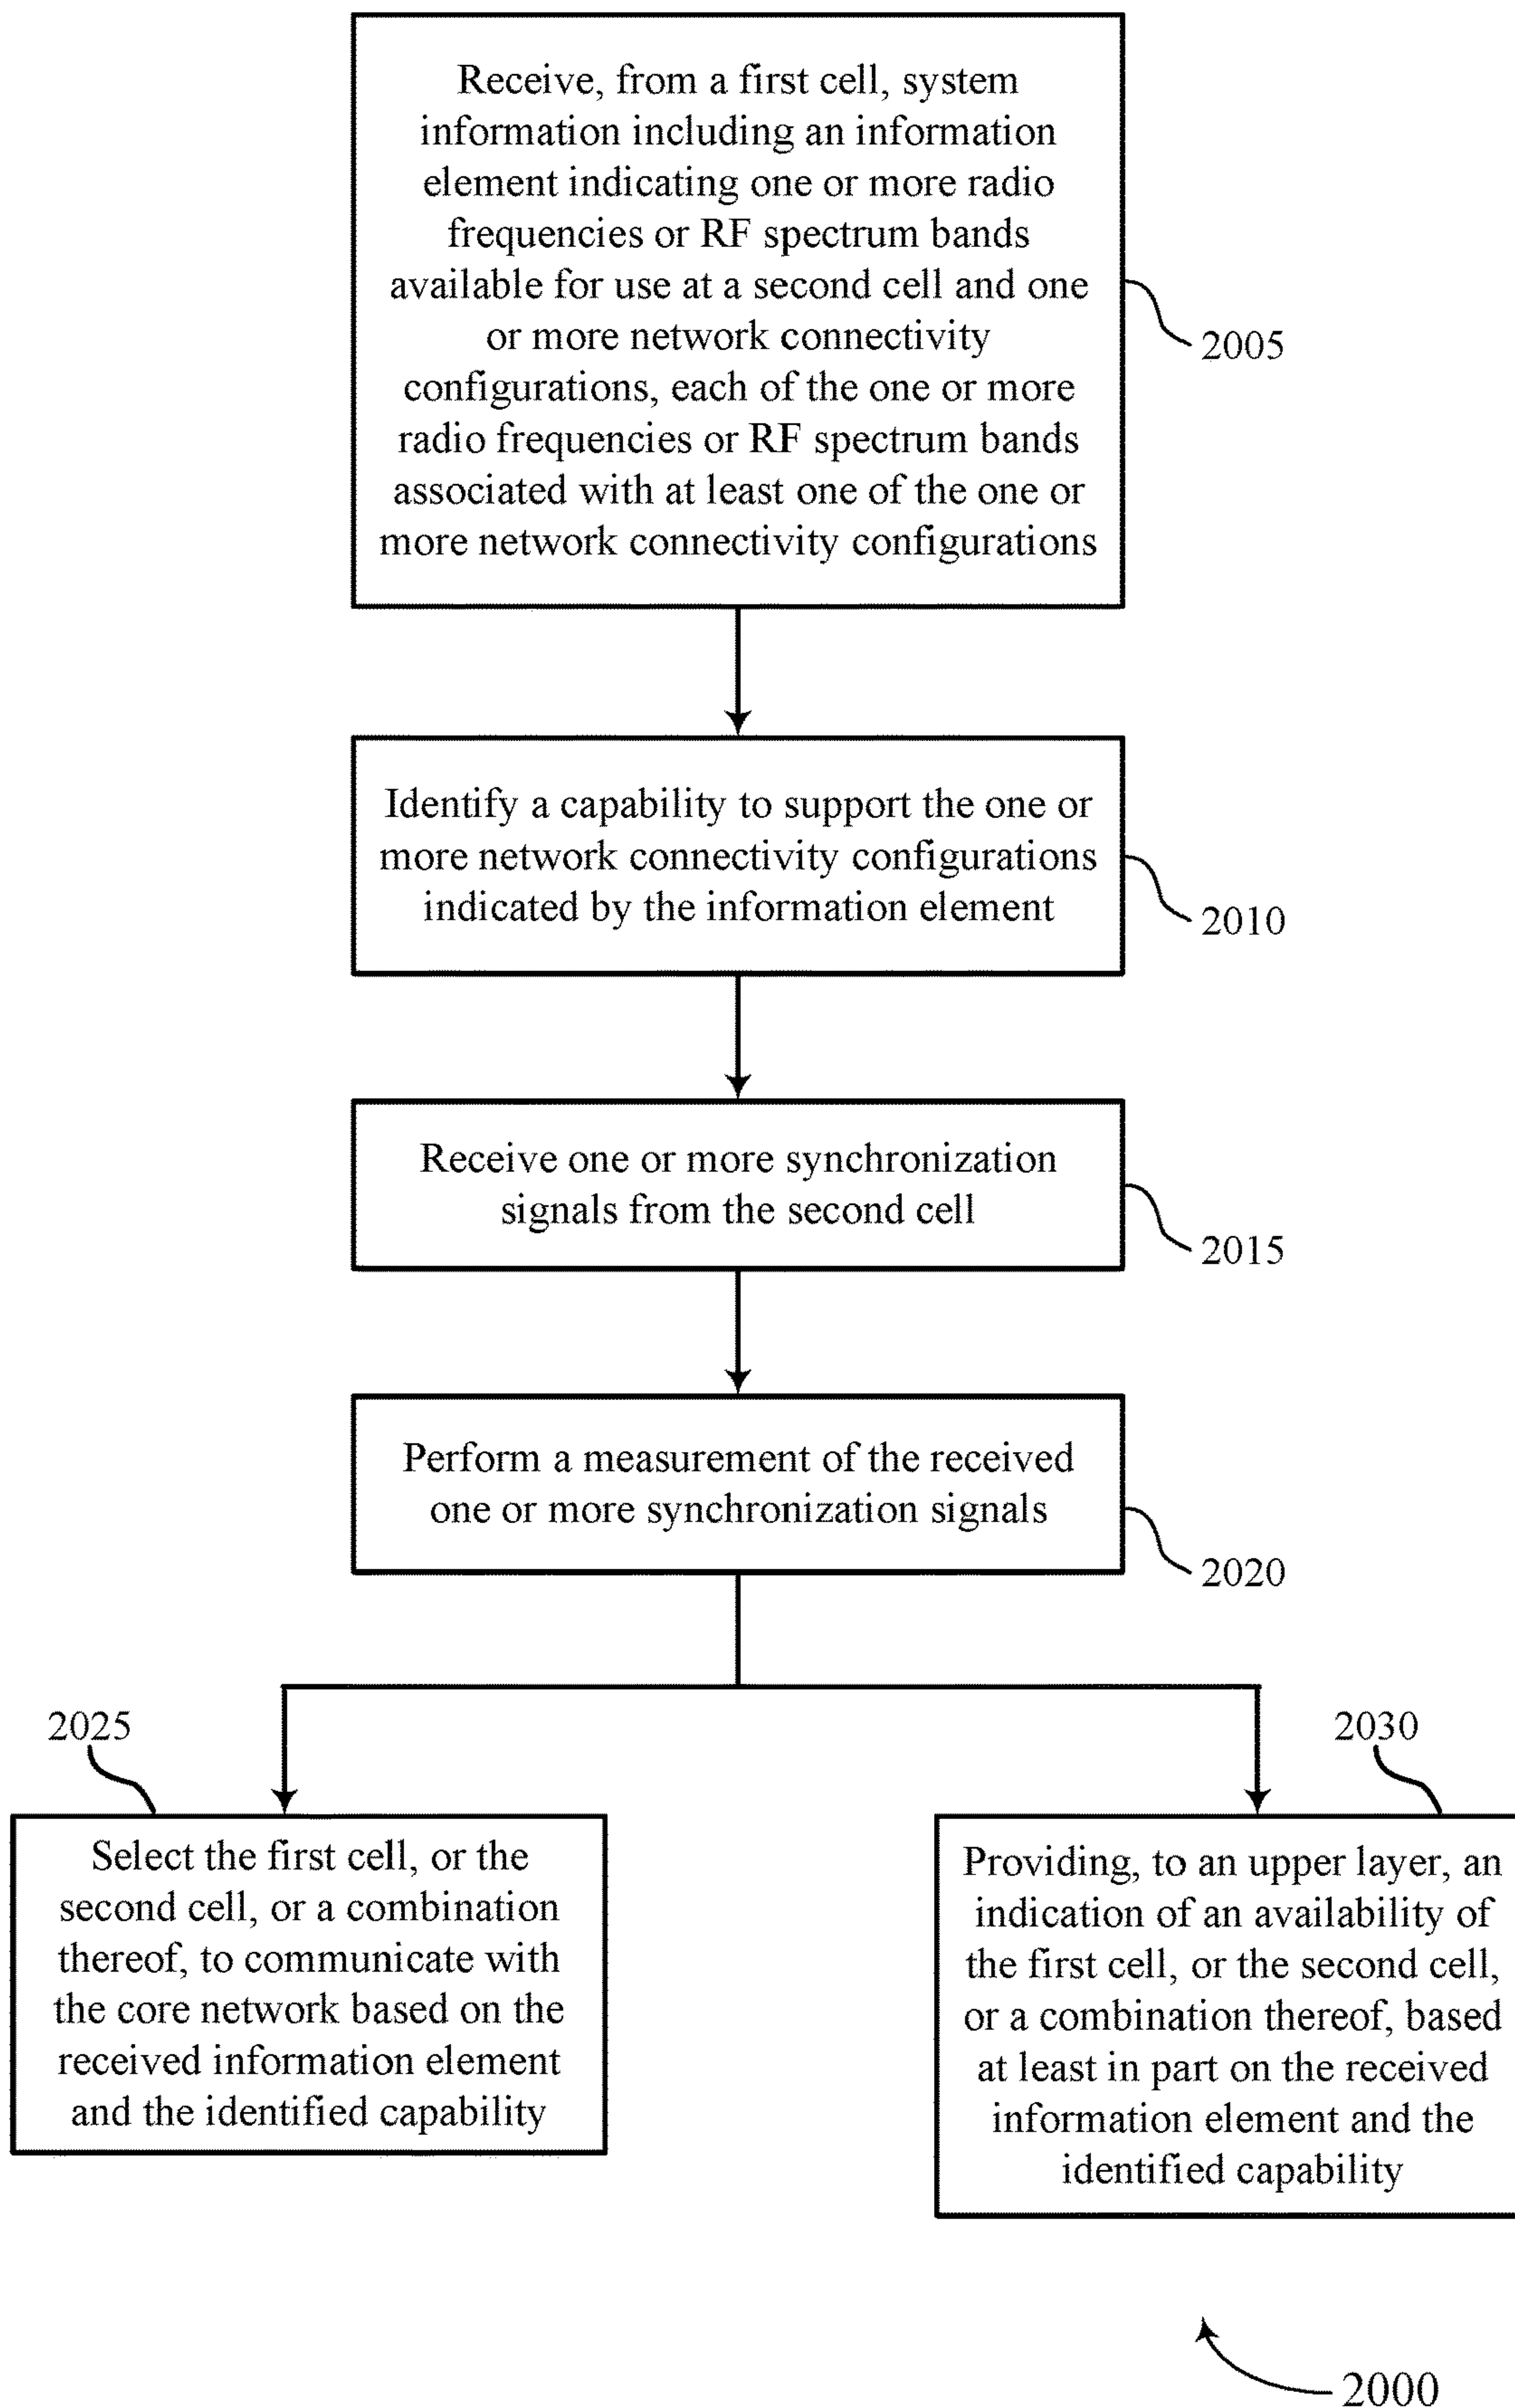 Receive, from a first cell, system
information including an information
element indicating one or more radio
frequencies or RF spectrum bands
available for use at a second cell and one
or more network connectivity
configurations, each of the one or more
radio frequencies or RF spectrum bands
associated with at least one of the one or
more network connectivity configurations
2005
Identify a capability to support the one or
more network connectivity configurations
indicated by the information element
2010
Receive one or more synchronization
signals from the second cell
2015
Perform a measurement of the received
one or more synchronization signals
2020
2025
Select the first cell, or the
second cell, or a combination
thereof, to communicate with
the core network based on the
received information element
and the identified capability
2030
Providing, to an upper layer, an
indication of an availability of
the first cell, or the second cell,
or a combination thereof, based
at least in part on the received
information element and the
identified capability
2000